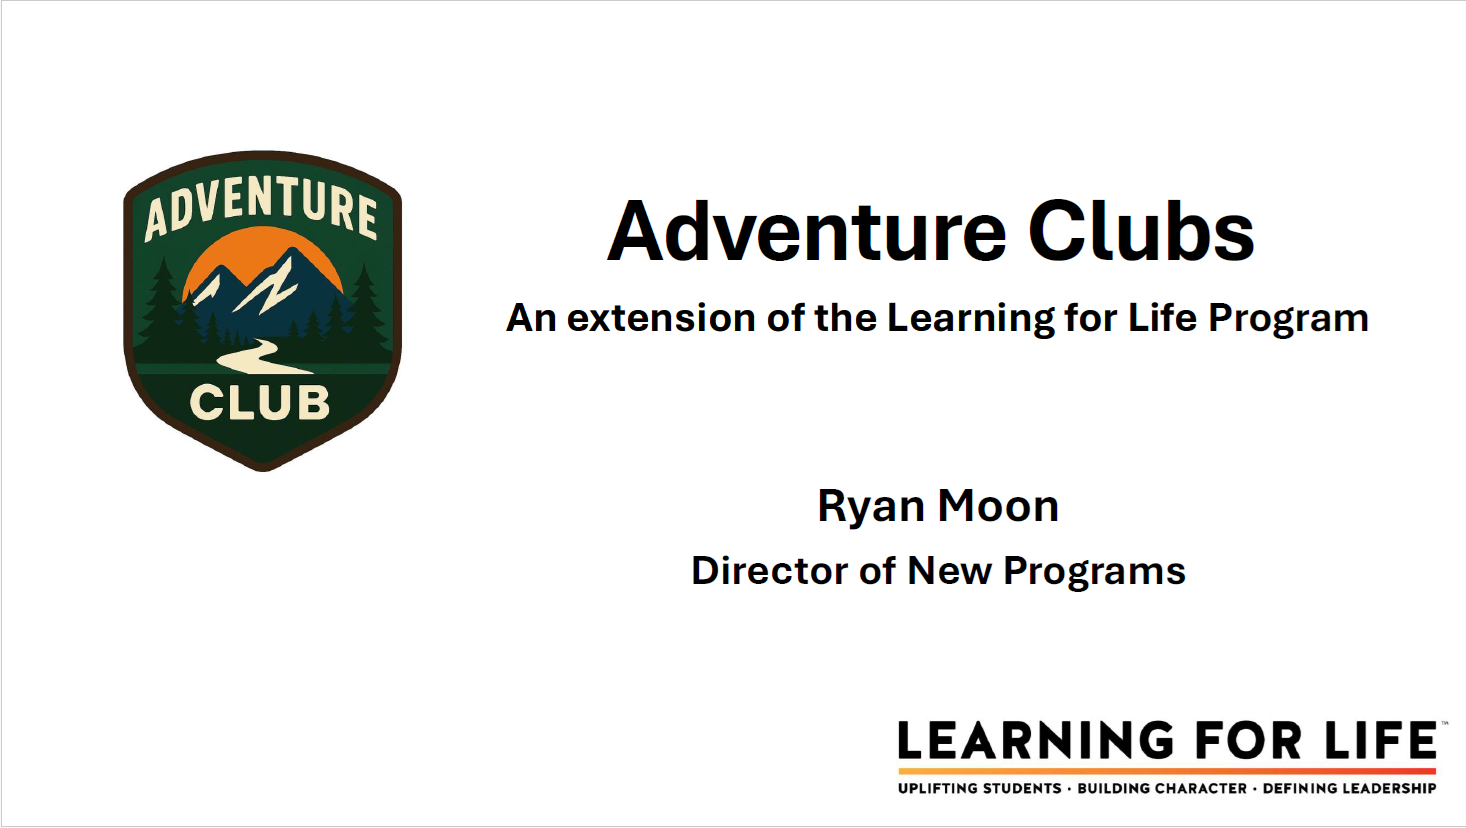 ADVENTURE
CLUB
Adventure Clubs
An extension of the Learning for Life Program
Ryan Moon
Director of New Programs
LEARNING FOR LIFE™
UPLIFTING STUDENTS · BUILDING CHARACTER · DEFINING LEADERSHIP